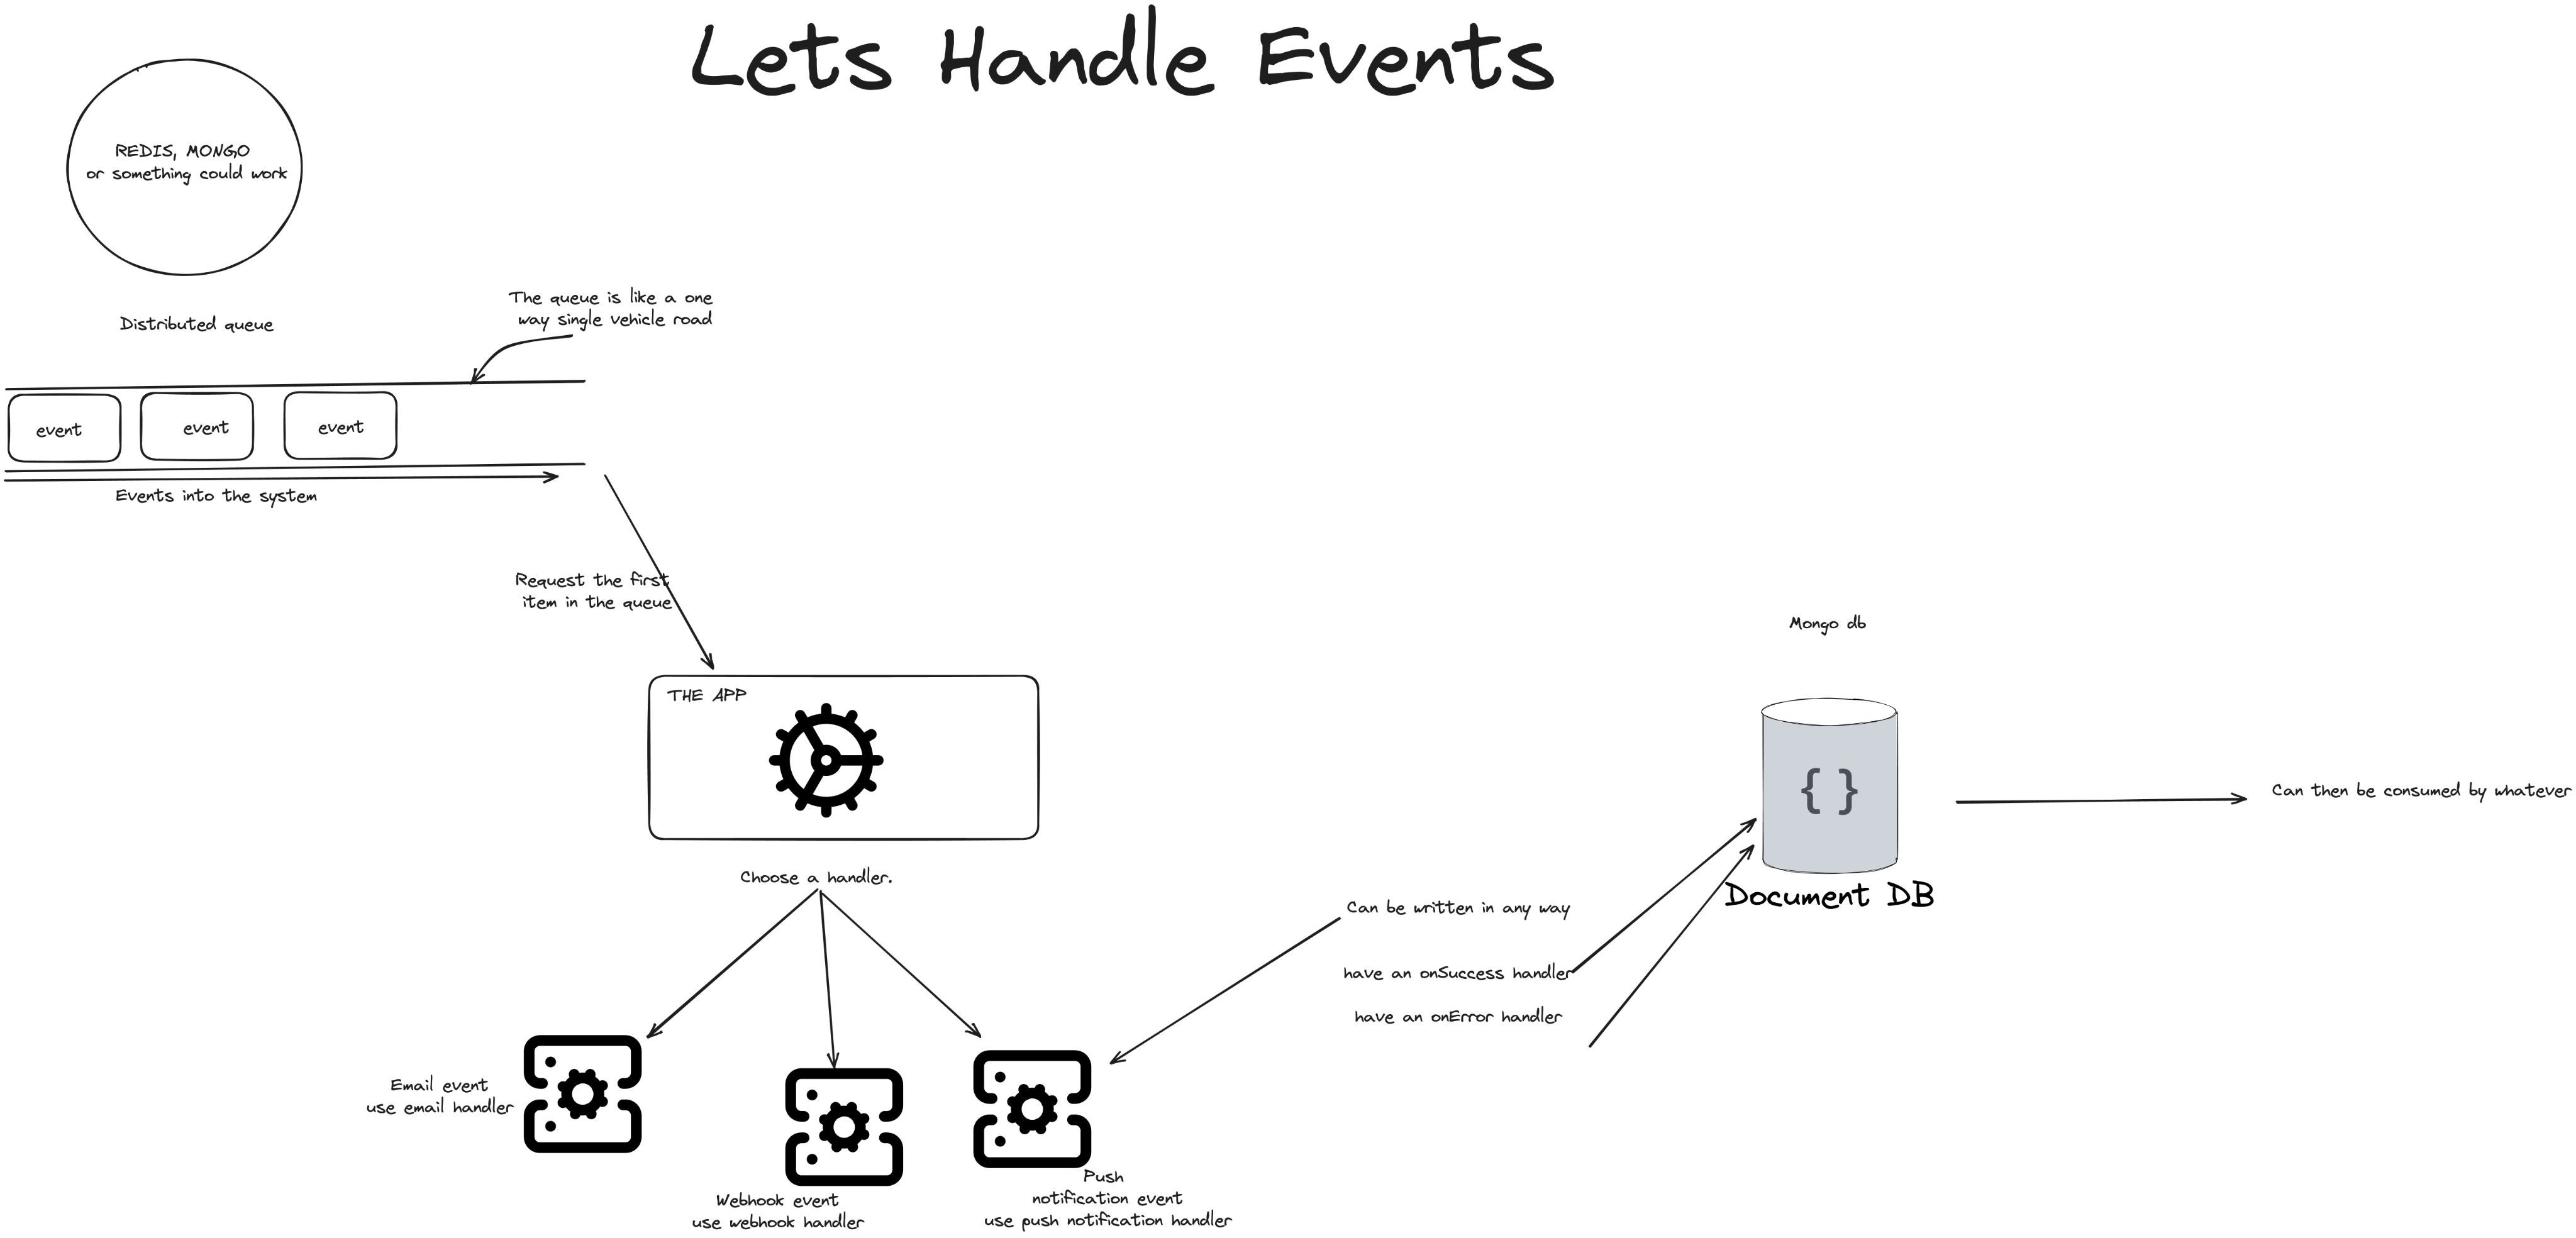 Lets Handle Events
REDIS, MONGO
or something could work
Distributed queue
The queue is like a one
way single vehicle road
event
event
event
Events into the system
Request the first
item in the queue
THE APP
Choose a handler.
Email event
use email handler
Webhook event
use webhook handler
Push
notification event
use push notification handler
Can be written in any way
have an onSuccess handler
have an onError handler
Mongo db
{ }
Document DB
Can then be consumed by whatever